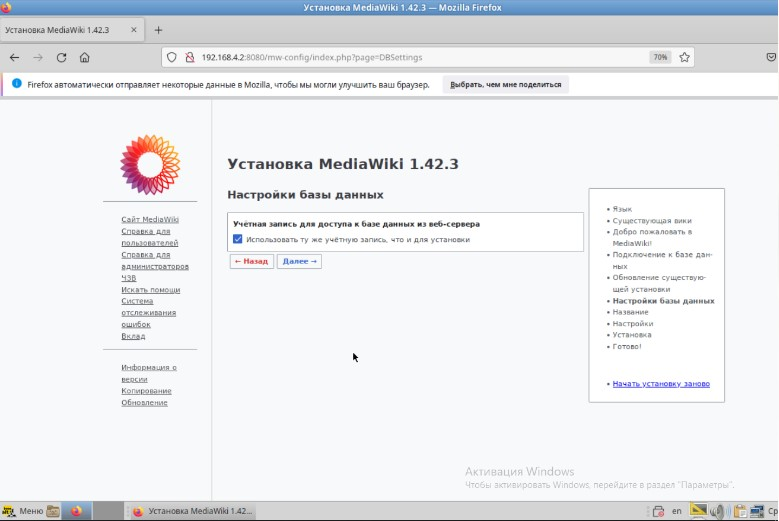 Установка MediaWiki 1.42.3 — Mozilla Firefox
Установка MediaWiki 1.42.3
192.168.4.2:8080/mw-config/index.php?page=DBSettings
70%
Firefox автоматически отправляет некоторые данные в Mozilla, чтобы мы могли улучшить ваш браузер.
Выбрать, чем мне поделиться
Установка MediaWiki 1.42.3
Настройки базы данных
Учётная запись для доступа к базе данных из веб-сервера
Использовать ту же учётную запись, что и для установки
← Назад
Далее →
Сайт MediaWiki
Справка для
пользователей
Справка для
администраторов
ЧЗВ
Искать помощи
Система
отслеживания
ошибок
Вклад
Информация о
версии
Копирование
Обновление
• Язык
• Существующая вики
• Добро пожаловать в
MediaWiki!
• Подключение к базе дан-
ных
• Обновление существую-
щей установки
• Настройки базы данных
• Название
• Настройки
• Установка
• Готово!
• Начать установку заново
Активация Windows
Чтобы активировать Windows, перейдите в раздел "Параметры".
Меню
Установка MediaWiki 1.42...
en
Ср